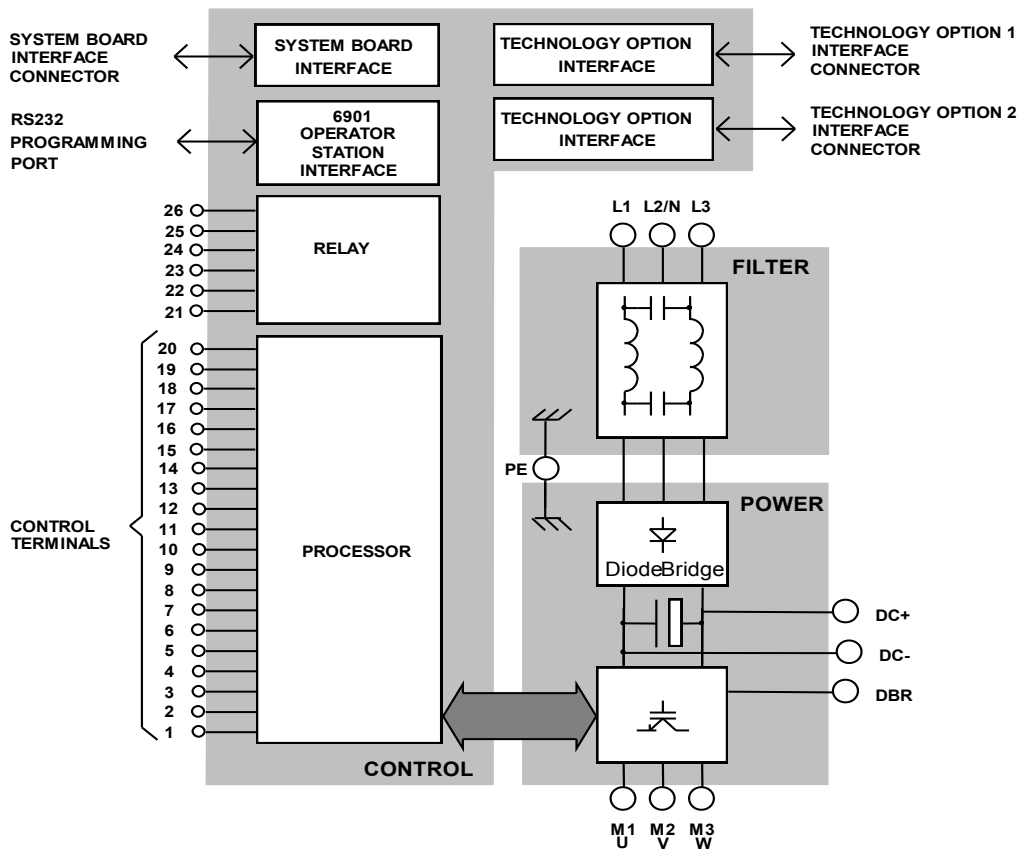 SYSTEM BOARD
INTERFACE
CONNECTOR
SYSTEM BOARD
INTERFACE
TECHNOLOGY OPTION
INTERFACE
TECHNOLOGY OPTION 1
INTERFACE
CONNECTOR
RS232
PROGRAMMING
PORT
6901
OPERATOR
STATION
INTERFACE
TECHNOLOGY OPTION
INTERFACE
TECHNOLOGY OPTION 2
INTERFACE
CONNECTOR
26
25
24
23
22
21
RELAY
L1 L2/N L3
FILTER
CONTROL
TERMINALS
20
19
18
17
16
15
14
13
12
11
10
9
8
7
6
5
4
3
2
1
PROCESSOR
PE
POWER
DiodeBridge
DC+
DC-
DBR
CONTROL
M1 M2 M3
U V W